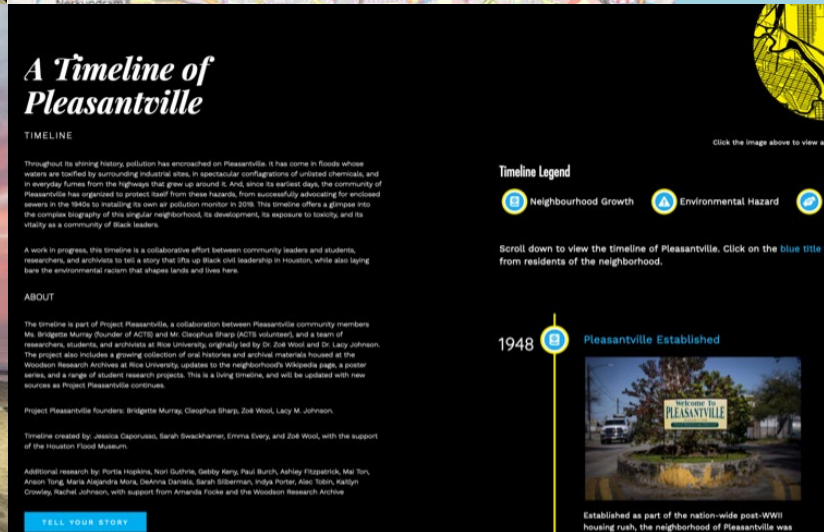 Nerkundram
A Timeline of
Pleasantville
TIMELINE
Throughout its shining history, pollution has encroached on Pleasantville. It has come in floods whose
waters are toxified by surrounding industrial sites, in spectacular conflagrations of unlisted chemicals, and
in everyday fumes from the highways that grew up around it. And, since its earliest days, the community of
Pleasantville has organized to protect itself from these hazards, from successfully advocating for enclosed
sewers in the 1940s to installing its own air pollution monitor in 2019. This timeline offers a glimpse into
the complex biography of this singular neighborhood, its development, its exposure to toxicity, and its
vitality as a community of Black leaders.
A work in progress, this timeline is a collaborative effort between community leaders and students,
researchers, and archivists to tell a story that lifts up Black civil leadership in Houston, while also laying
bare the environmental racism that shapes lands and lives here.
ABOUT
The timeline is part of Project Pleasantville, a collaboration between Pleasantville community members
Ms. Bridgette Murray (founder of ACTS) and Mr. Cleophus Sharp (ACTS volunteer), and a team of
researchers, students, and archivists at Rice University, originally led by Dr. Zoë Wool and Dr. Lacy Johnson.
The project also includes a growing collection of oral histories and archival materials housed at the
Woodson Research Archives at Rice University, updates to the neighborhood's Wikipedia page, a poster
series, and a range of student research projects. This is a living timeline, and will be updated with new
sources as Project Pleasantville continues.
Project Pleasantville founders: Bridgette Murray, Cleophus Sharp, Zoë Wool, Lacy M. Johnson.
Timeline created by: Jessica Caporusso, Sarah Swackhamer, Emma Every, and Zoë Wool, with the support
of the Houston Flood Museum.
Additional research by: Portia Hopkins, Nori Guthrie, Gebby Keny, Paul Burch, Ashley Fitzpatrick, Mai Ton,
Anson Tong, Maria Alejandra Mora, DeAnna Daniels, Sarah Silberman, Indya Porter, Alec Tobin, Kaitlyn
Crowley, Rachel Johnson, with support from Amanda Focke and the Woodson Research Archive
TELL YOUR STORY
Click the image above to view a
Timeline Legend
Neighbourhood Growth
Environmental Hazard
Scroll down to view the timeline of Pleasantville. Click on the blue title
from residents of the neighborhood.
1948
Pleasantville Established
Welcome To
PLEASANTVILLE
Established as part of the nation-wide post-WWII
housing rush, the neighborhood of Pleasantville was